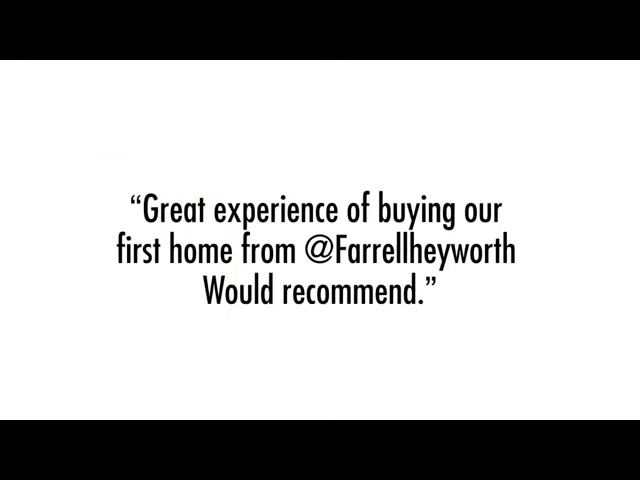 “Great experience of buying our
first home from @Farrellheyworth
Would recommend.”